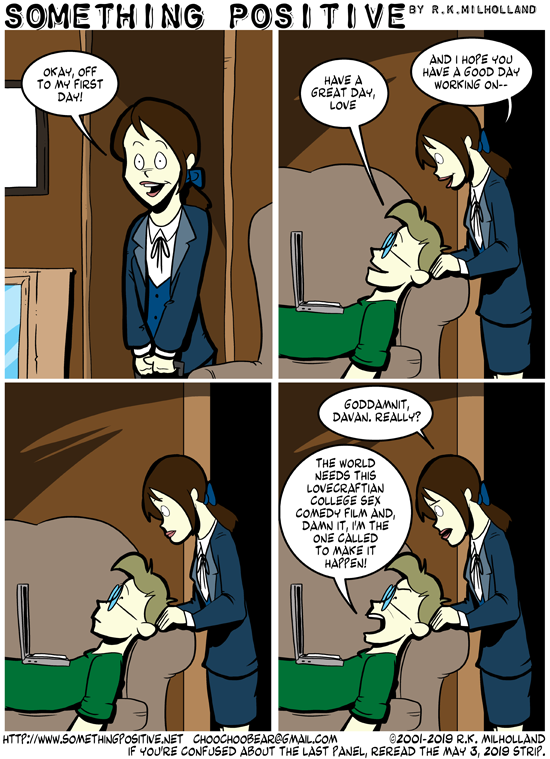 SOMETHING POSITIVE BY R.K.MILHOLLAND
OKAY, OFF
TO MY FIRST
DAY!
HAVE A
GREAT DAY,
LOVE
AND I HOPE YOU
HAVE A GOOD DAY
WORKING ON--
GODDAMNIT,
DAVAN. REALLY?
THE WORLD
NEEDS THIS
LOVECRAFTIAN
COLLEGE SEX
COMEDY FILM AND,
DAMN IT, I'M THE
ONE CALLED
TO MAKE IT
HAPPEN!
HTTP://WWW.SOMETHINGPOSITIVE.NET CHOOCHOOBEAR@GMAIL.COM ©2001-2019 R.K. MILHOLLAND
IF YOU'RE CONFUSED ABOUT THE LAST PANEL, REREAD THE MAY 3, 2019 STRIP.